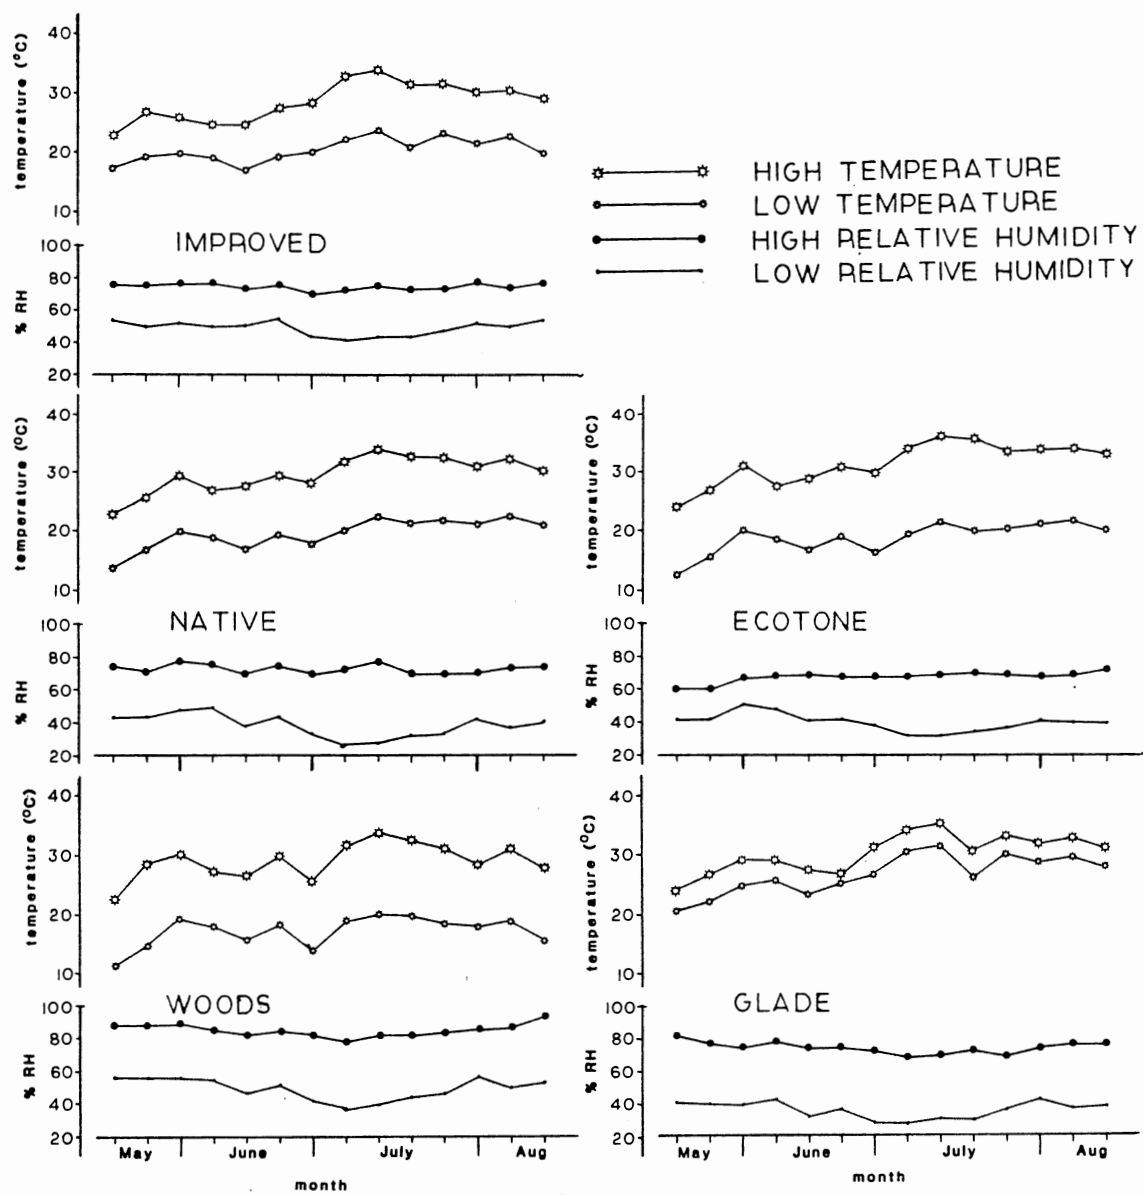 temperature (°C)
40
30
20
10
HIGH TEMPERATURE
LOW TEMPERATURE
HIGH RELATIVE HUMIDITY
LOW RELATIVE HUMIDITY
IMPROVED
% RH
100
80
60
40
20
temperature (°C)
40
30
20
10
NATIVE
% RH
100
80
60
40
20
temperature (°C)
40
30
20
10
ECOTONE
% RH
100
80
60
40
20
temperature (°C)
40
30
20
10
WOODS
% RH
100
80
60
40
20
May June July Aug
month
temperature (°C)
40
30
20
10
GLADE
% RH
100
80
60
40
20
May June July Aug
month